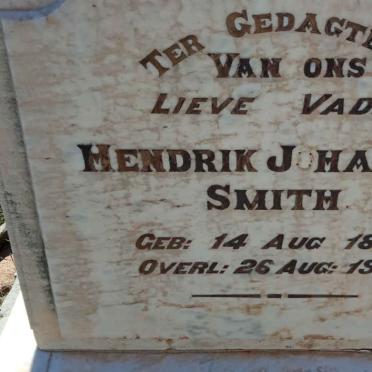 TER GEDAGTE
VAN ONS
LIEVE VAD
HENDRIK JOHA
SMITH
GEB: 14 AUG 18
OVERL: 26 AUG: 19